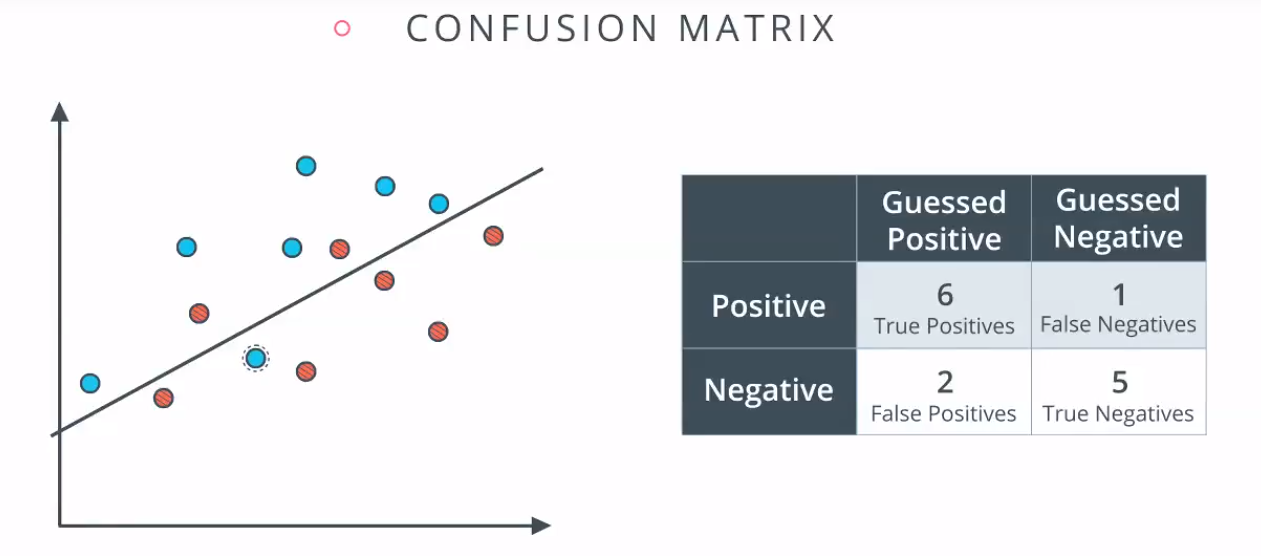 CONFUSION MATRIX
Guessed
Positive
Guessed
Negative
Positive
6
True Positives
1
False Negatives
Negative
2
False Positives
5
True Negatives